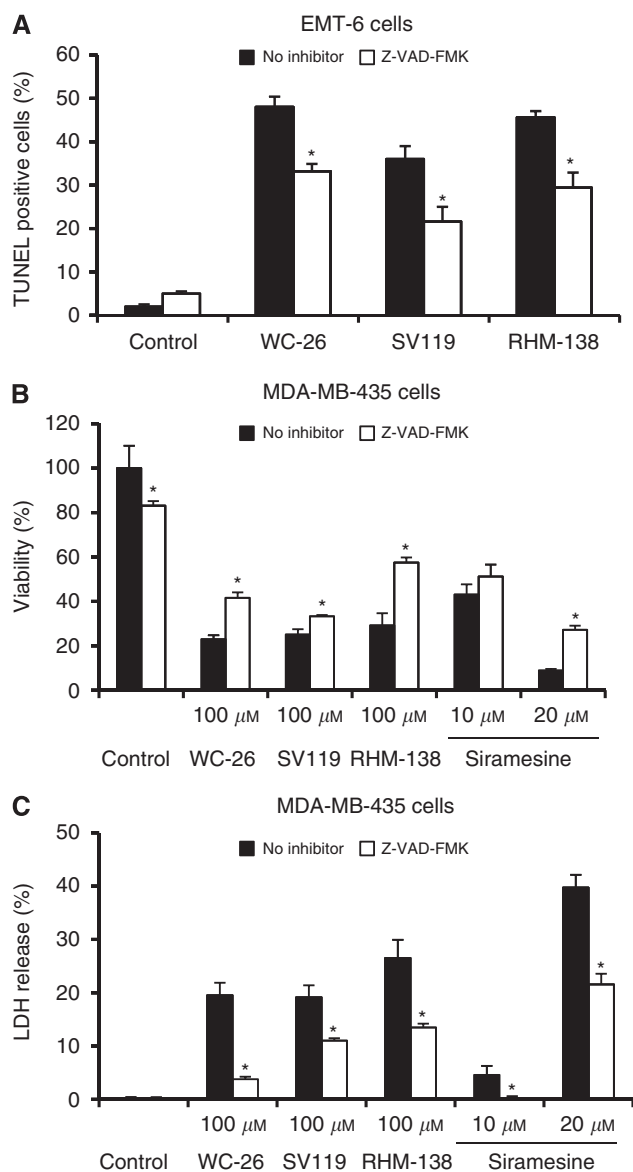 A
EMT-6 cells
No inhibitor Z-VAD-FMK
TUNEL positive cells (%)
60
50
40
30
20
10
0
* * *
Control WC-26 SV119 RHM-138
B
MDA-MB-435 cells
No inhibitor Z-VAD-FMK
Viability (%)
120
100
80
60
40
20
0
* * * * *
100 μM 100 μM 100 μM 10 μM 20 μM
Control WC-26 SV119 RHM-138 Siramesine
C
MDA-MB-435 cells
No inhibitor Z-VAD-FMK
LDH release (%)
50
40
30
20
10
0
* * * * *
100 μM 100 μM 100 μM 10 μM 20 μM
Control WC-26 SV119 RHM-138 Siramesine